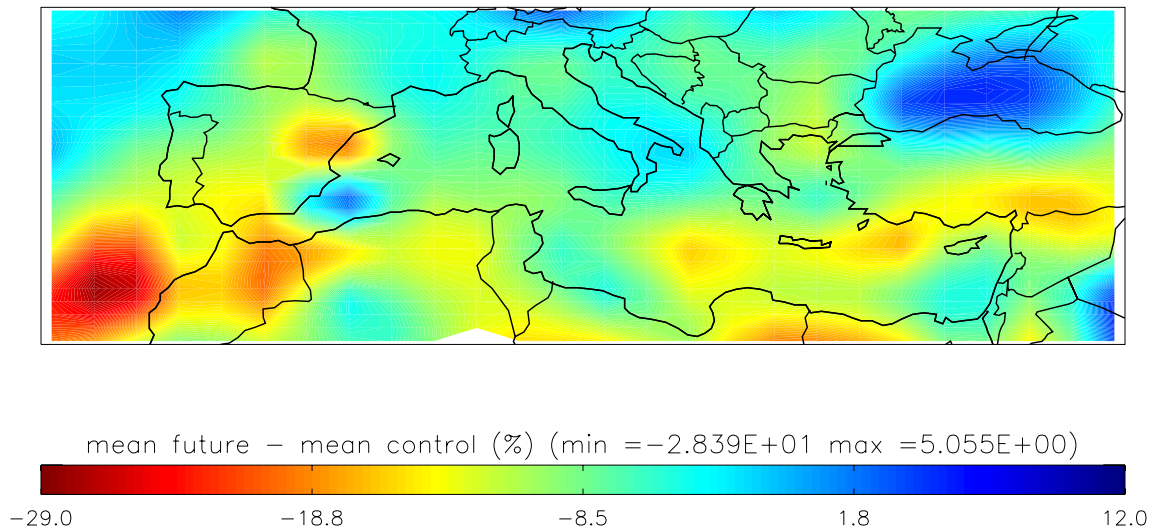 mean future − mean control (%) (min =−2.839E+01 max =5.055E+00)
−29.0 −18.8 −8.5 1.8 12.0